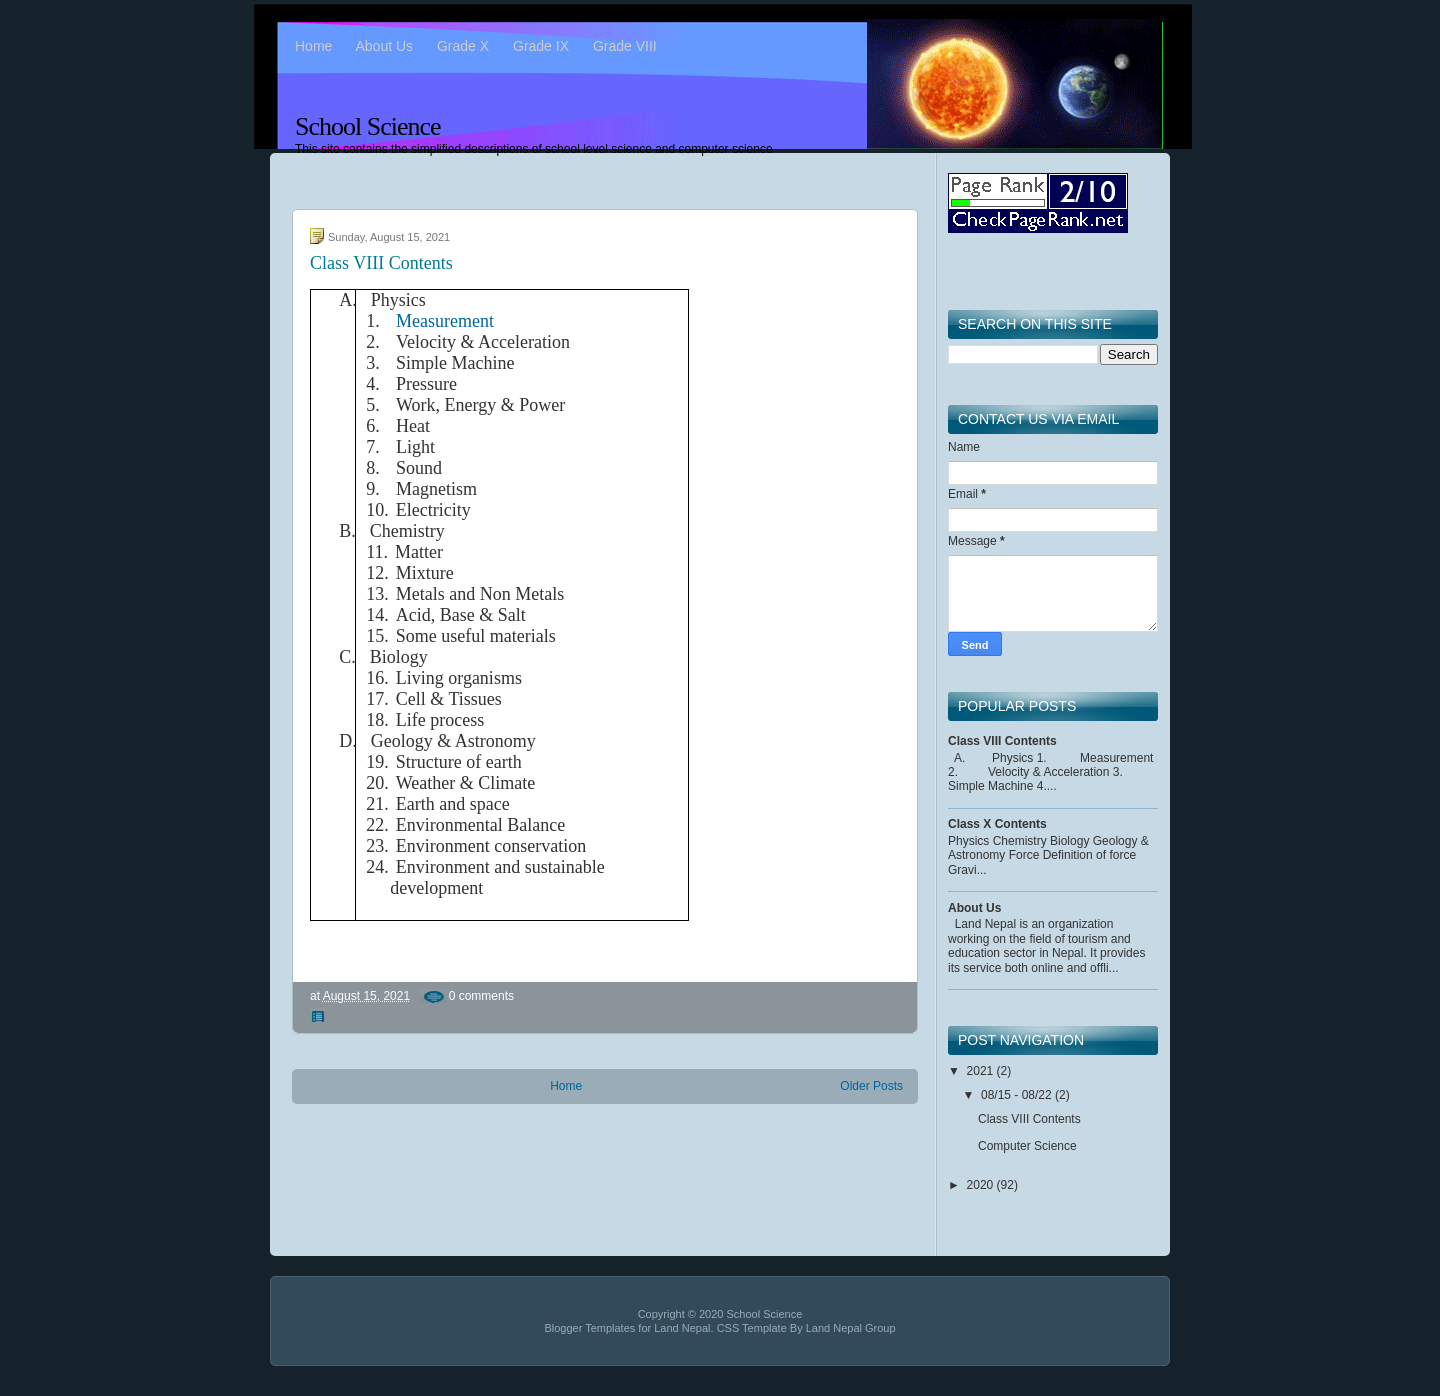 Home About Us Grade X Grade IX Grade VIII
School Science
This site contains the simplified descriptions of school level science and computer science
Sunday, August 15, 2021
Class VIII Contents
A. Physics
1. Measurement
2. Velocity & Acceleration
3. Simple Machine
4. Pressure
5. Work, Energy & Power
6. Heat
7. Light
8. Sound
9. Magnetism
10. Electricity
B. Chemistry
11. Matter
12. Mixture
13. Metals and Non Metals
14. Acid, Base & Salt
15. Some useful materials
C. Biology
16. Living organisms
17. Cell & Tissues
18. Life process
D. Geology & Astronomy
19. Structure of earth
20. Weather & Climate
21. Earth and space
22. Environmental Balance
23. Environment conservation
24. Environment and sustainable
development
at August 15, 2021 0 comments
Home Older Posts
Page Rank 2/10
CheckPageRank.net
SEARCH ON THIS SITE
Search
CONTACT US VIA EMAIL
Name
Email *
Message *
Send
POPULAR POSTS
Class VIII Contents
A. Physics 1. Measurement
2. Velocity & Acceleration 3.
Simple Machine 4....
Class X Contents
Physics Chemistry Biology Geology &
Astronomy Force Definition of force
Gravi...
About Us
Land Nepal is an organization
working on the field of tourism and
education sector in Nepal. It provides
its service both online and offli...
POST NAVIGATION
▼ 2021 (2)
▼ 08/15 - 08/22 (2)
Class VIII Contents
Computer Science
► 2020 (92)
Copyright © 2020 School Science
Blogger Templates for Land Nepal. CSS Template By Land Nepal Group